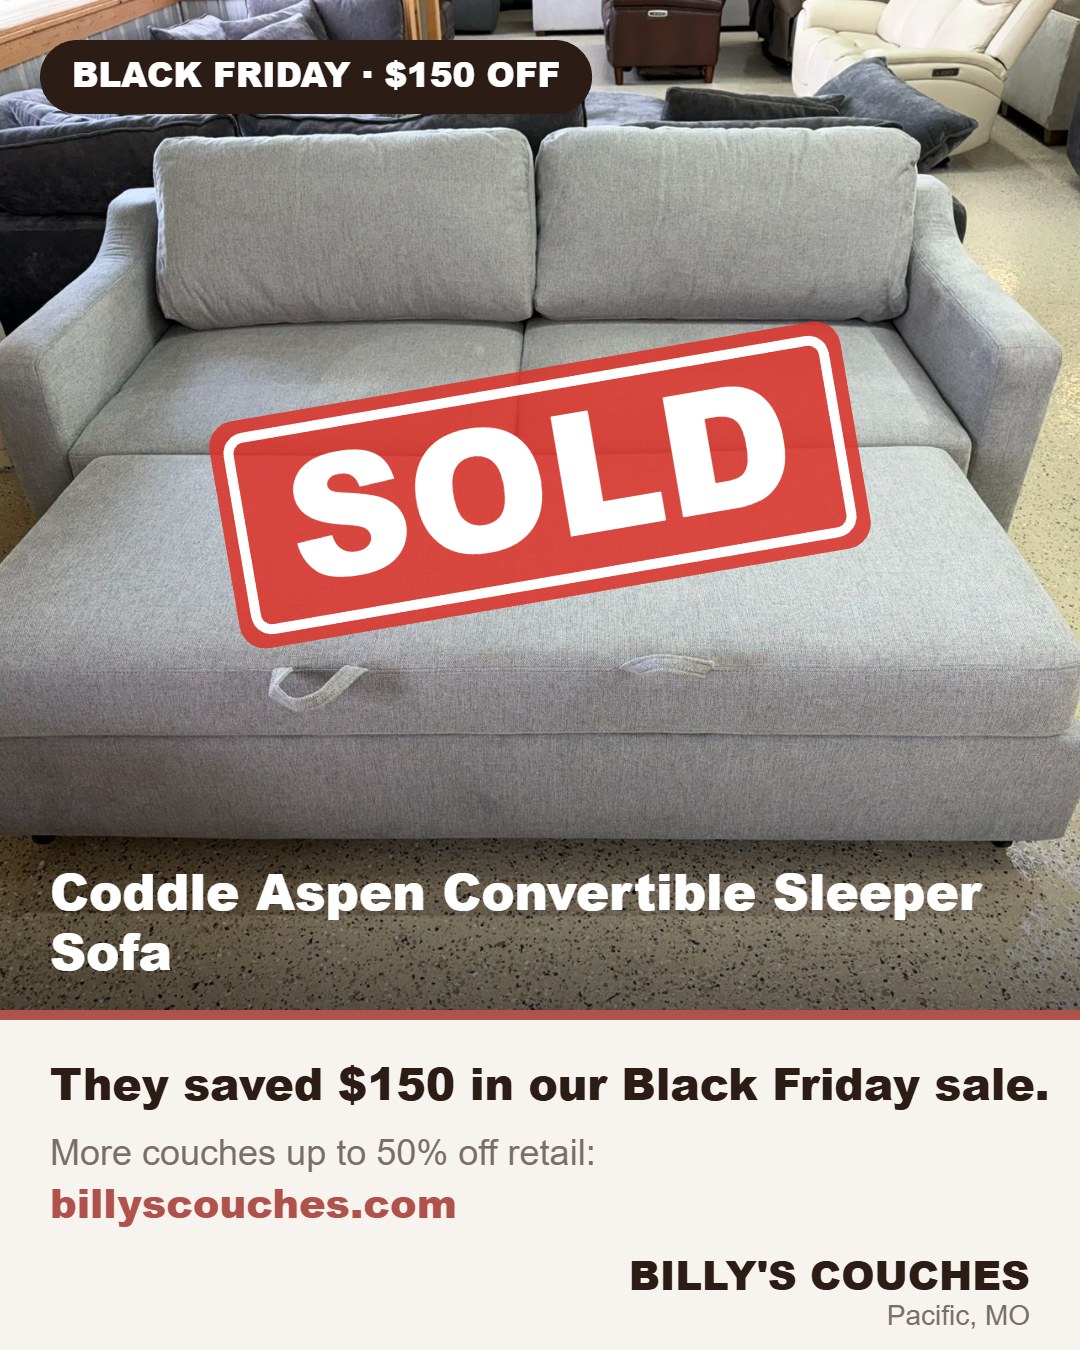 BLACK FRIDAY · $150 OFF
SOLD
Coddle Aspen Convertible Sleeper
Sofa
They saved $150 in our Black Friday sale.
More couches up to 50% off retail:
billyscouches.com
BILLY'S COUCHES
Pacific, MO